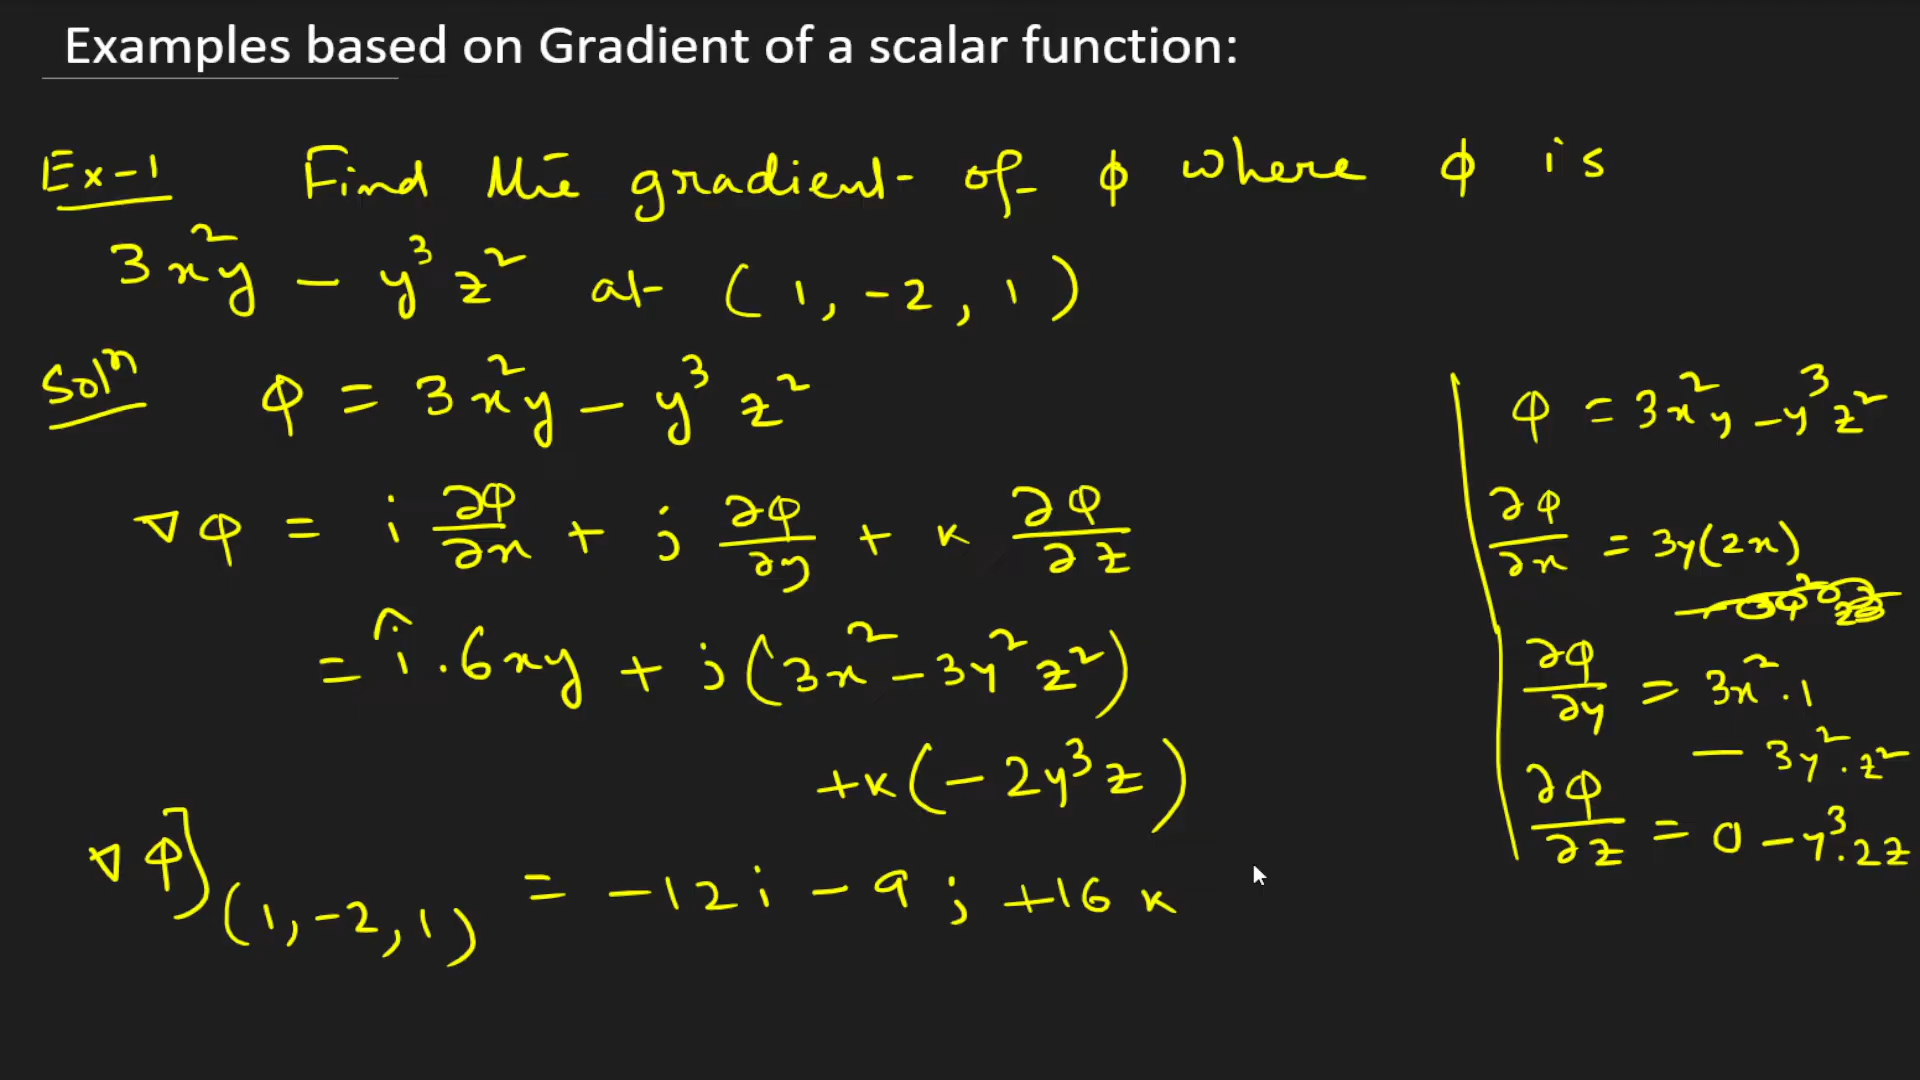 Examples based on Gradient of a scalar function:
Ex-1 Find the gradient of ϕ where ϕ is
3x²y - y³z² at (1, -2, 1)
Solⁿ ϕ = 3x²y - y³z²
∇ϕ = i ∂ϕ/∂x + j ∂ϕ/∂y + k ∂ϕ/∂z
= î.6xy + j(3x² - 3y²z²)
+k(-2y³z)
∇ϕ](1,-2,1) = -12i - 9j +16k
ϕ = 3x²y - y³z²
∂ϕ/∂x = 3y(2x)
∂ϕ/∂y = 3x².1
- 3y².z²
∂ϕ/∂z = 0 - y³.2z